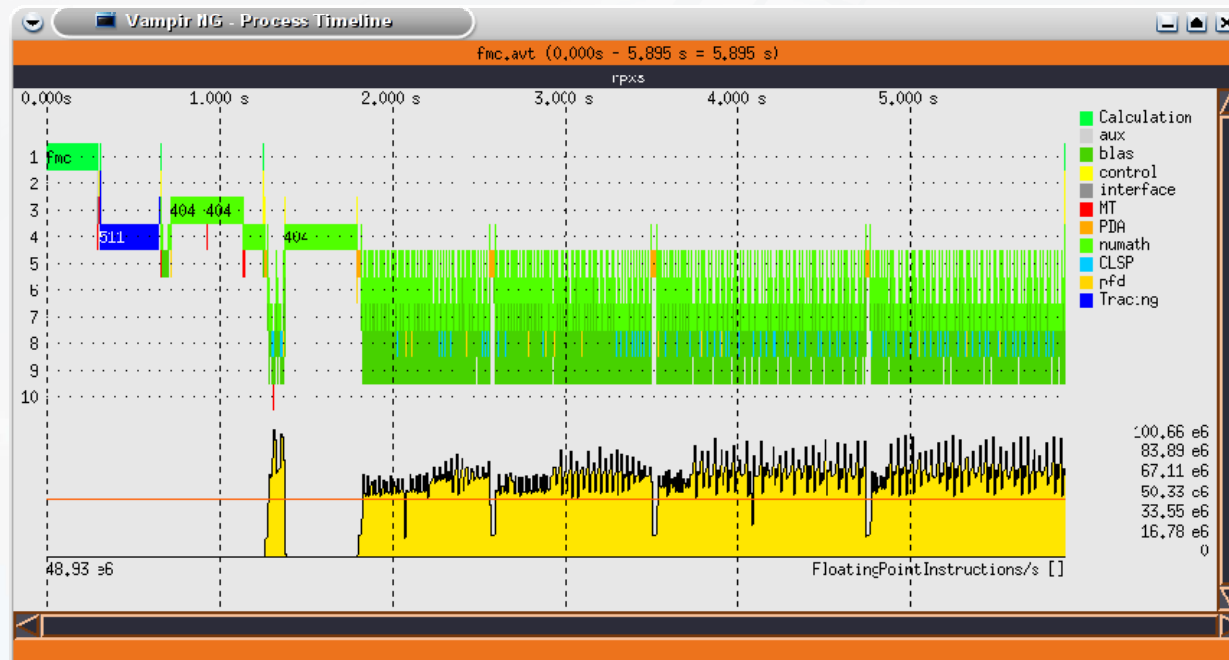 Vampir NG - Process Timeline
fmc.avt (0.000s - 5.895 s = 5.895 s)
0.000s 1.000 s 2.000 s 3.000 s 4.000 s 5.000 s
Calculation
aux
blas
control
interface
MT
PDA
numath
CLSP
pfd
Tracing
1 fmc
2
3 404 404
4 511 404
5
6
7
8
9
10
100.66 e6
83.89 e6
67.11 e6
50.33 e6
33.55 e6
16.78 e6
0
48.93 e6 FloatingPointInstructions/s []